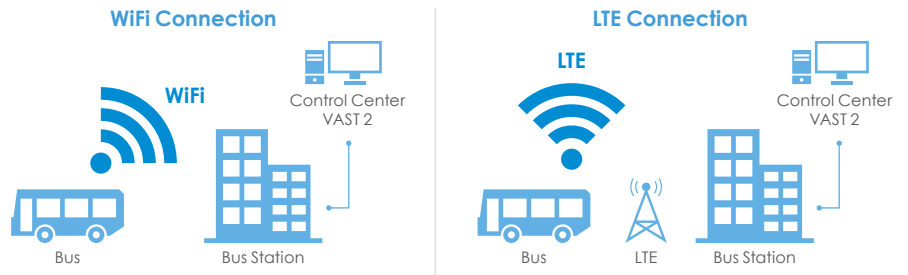 WiFi Connection
WiFi
Control Center
VAST 2
Bus
Bus Station
LTE Connection
LTE
Control Center
VAST 2
Bus
LTE
Bus Station